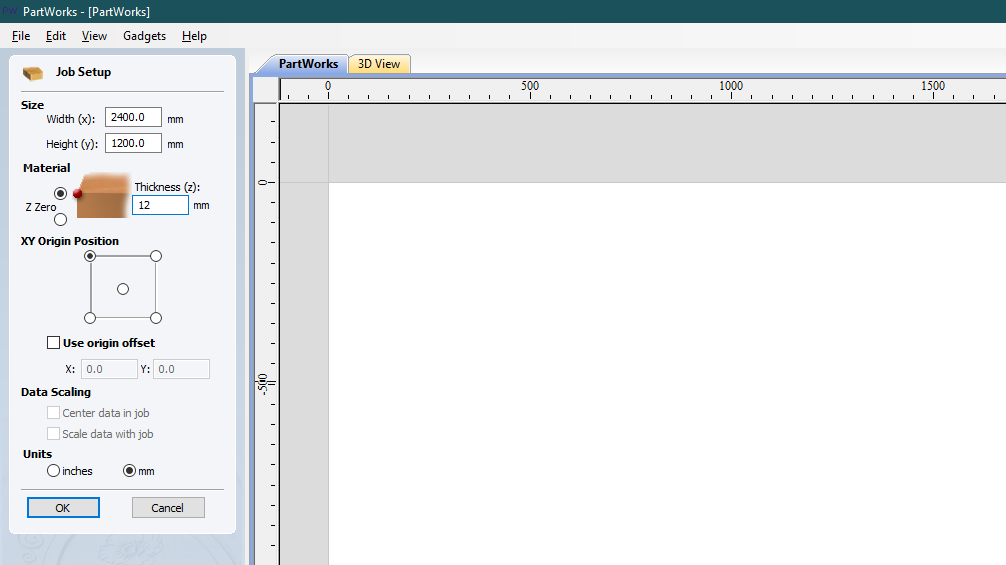 PW PartWorks - [PartWorks]
File Edit View Gadgets Help
Job Setup
PartWorks 3D View
Size
Width (x): 2400.0 mm
Height (y): 1200.0 mm
Material
Thickness (z):
Z Zero 12 mm
XY Origin Position
Use origin offset
X: 0.0 Y: 0.0
Data Scaling
Center data in job
Scale data with job
Units
inches mm
OK Cancel
0 500 1000 1500
0
-500